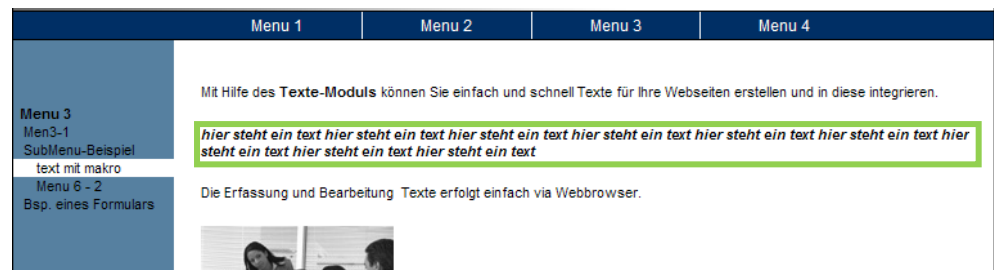 Menu 1 Menu 2 Menu 3 Menu 4
Menu 3
Men3-1
SubMenu-Beispiel
text mit makro
Menu 6 - 2
Bsp. eines Formulars
Mit Hilfe des Texte-Moduls können Sie einfach und schnell Texte für Ihre Webseiten erstellen und in diese integrieren.
hier steht ein text hier steht ein text hier steht ein text hier steht ein text hier steht ein text hier steht ein text hier
steht ein text hier steht ein text hier steht ein text
Die Erfassung und Bearbeitung Texte erfolgt einfach via Webbrowser.